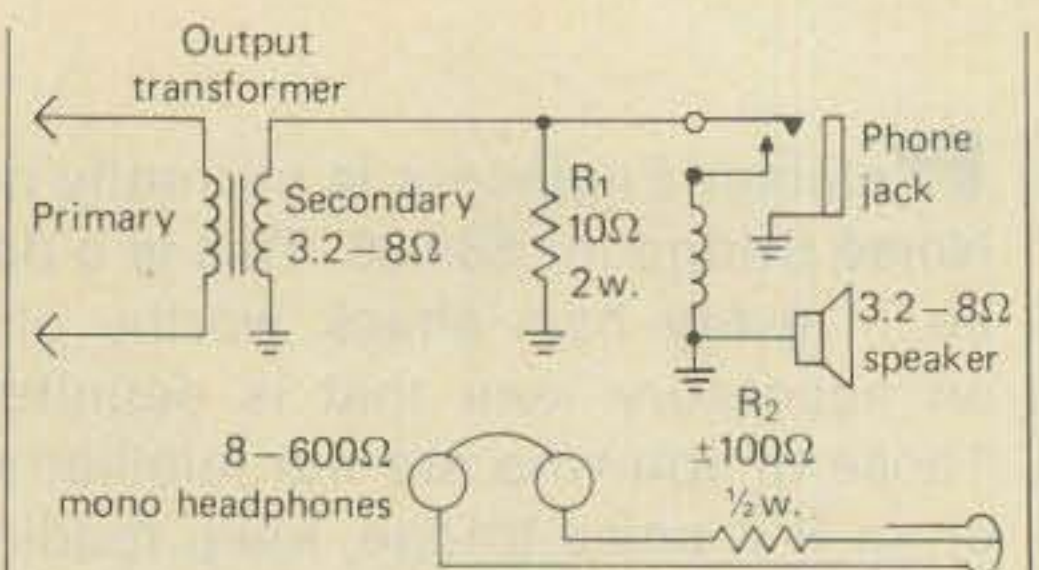 Output
transformer
Primary
Secondary
3.2–8Ω
R₁
10Ω
2w.
Phone
jack
3.2–8Ω
speaker
R₂
±100Ω
½w.
8–600Ω
mono headphones